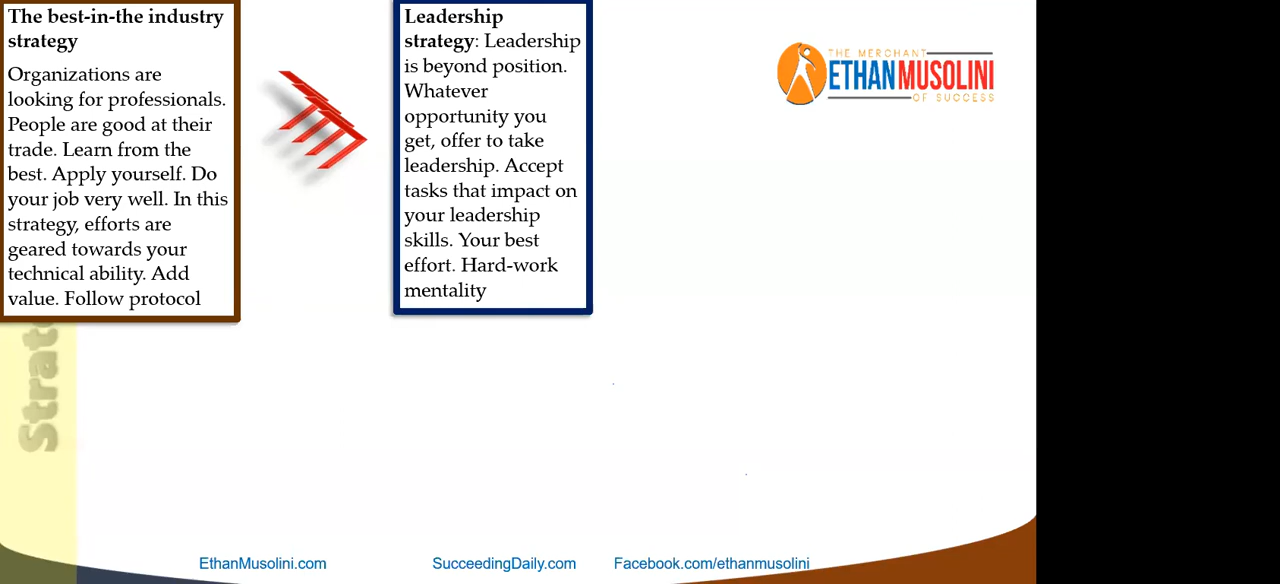 The best-in-the industry
strategy
Organizations are
looking for professionals.
People are good at their
trade. Learn from the
best. Apply yourself. Do
your job very well. In this
strategy, efforts are
geared towards your
technical ability. Add
value. Follow protocol
Leadership
strategy: Leadership
is beyond position.
Whatever
opportunity you
get, offer to take
leadership. Accept
tasks that impact on
your leadership
skills. Your best
effort. Hard-work
mentality
THE MERCHANT
ETHANMUSOLINI
OF SUCCESS
EthanMusolini.com
SucceedingDaily.com
Facebook.com/ethanmusolini